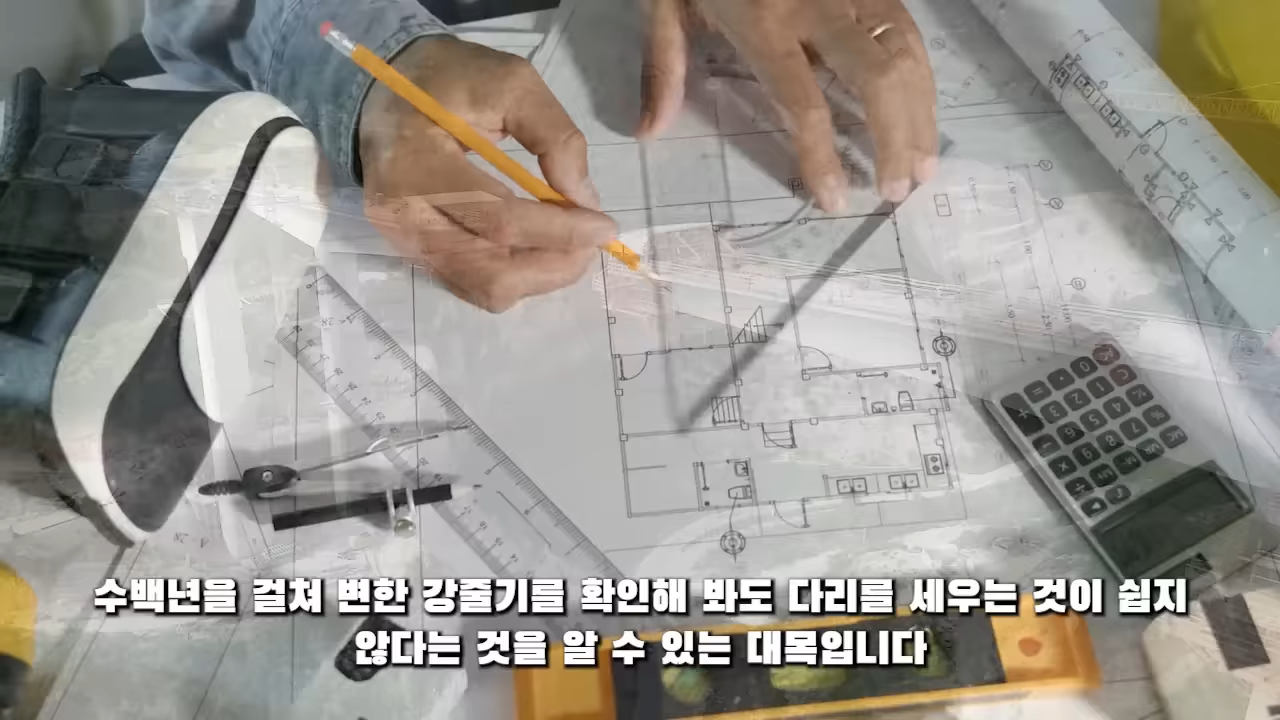 수백년을 걸쳐 변한 강줄기를 확인해 봐도 다리를 세우는 것이 쉽지
않다는 것을 알 수 있는 대목입니다